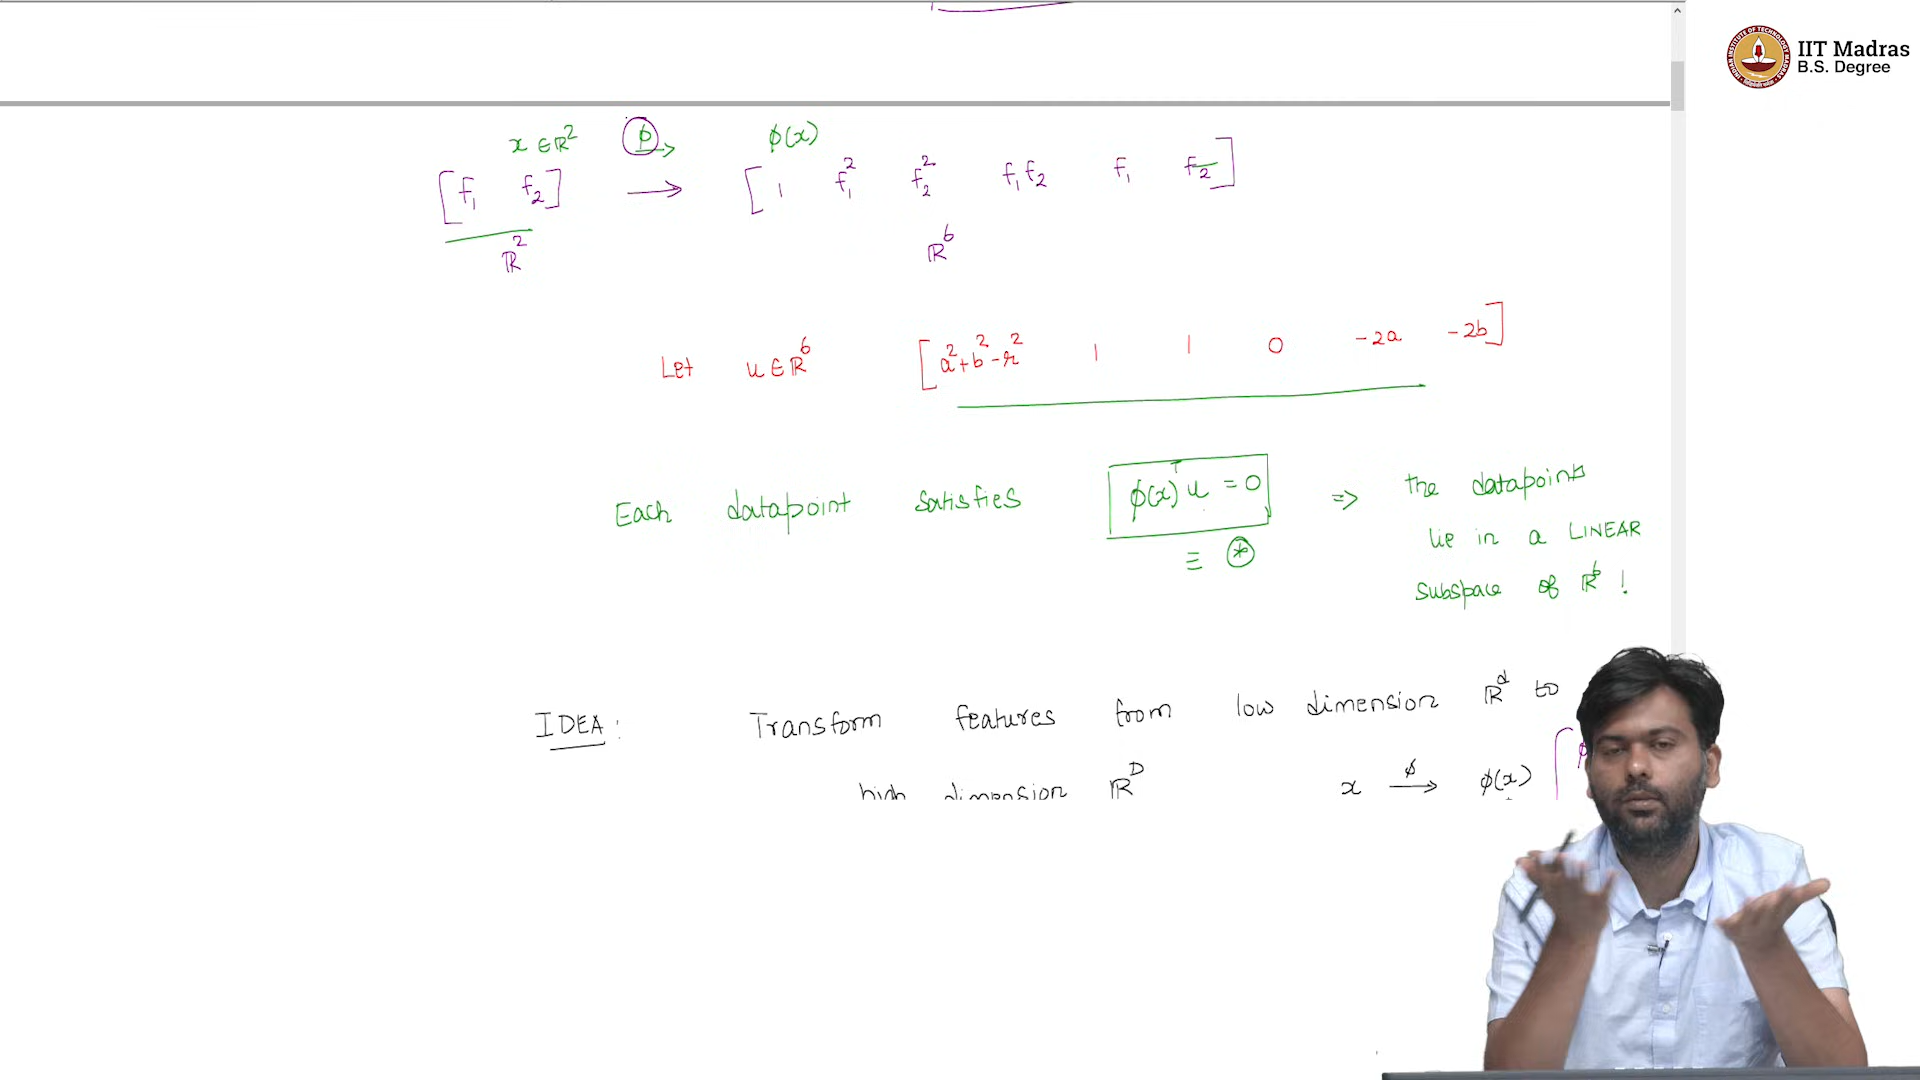 IIT Madras
B.S. Degree
x ∈ ℝ² ϕ → ϕ(x)
[f₁ f₂] → [1 f₁² f₂² f₁f₂ f₁ f₂]
ℝ² ℝ⁶
Let u ∈ ℝ⁶ [a²+b²-r² 1 1 0 -2a -2b]
Each datapoint satisfies ϕ(x)ᵀu = 0 ⇒ the datapoints
≡ ⊛ lie in a LINEAR
subspace of ℝ⁶ !
IDEA : Transform features from low dimension ℝᵈ to
high dimension ℝᴰ x →ϕ ϕ(x)